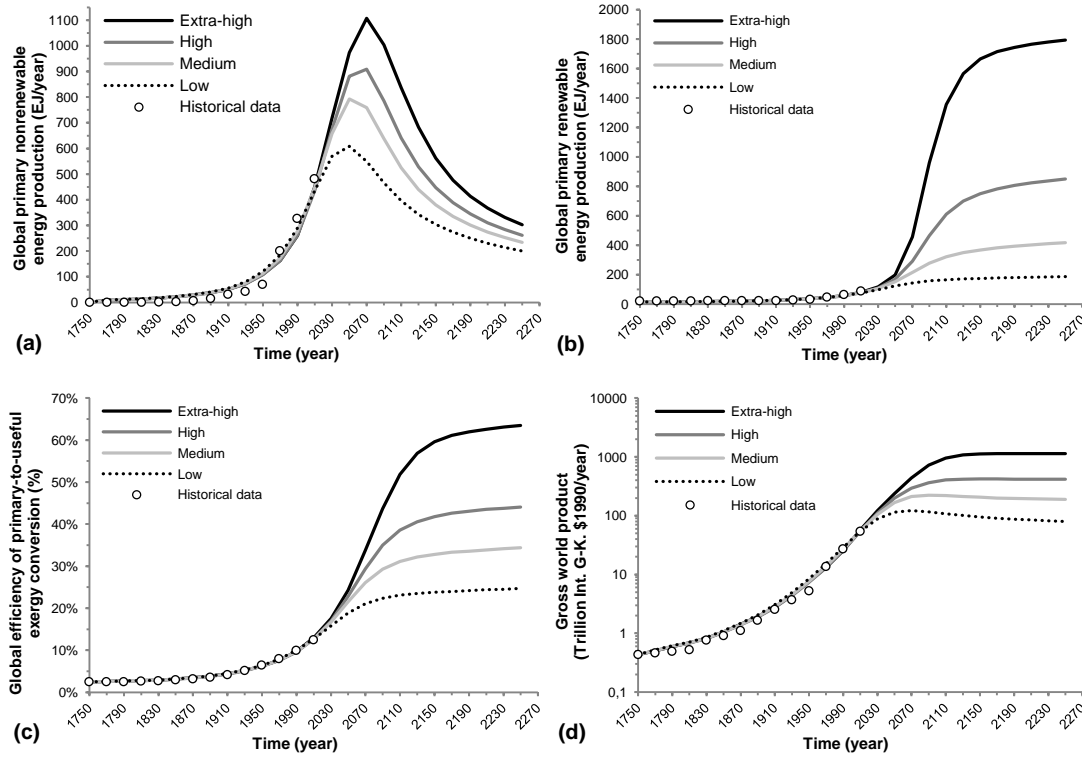 Global primary nonrenewable
energy production (EJ/year)
1100
1000
900
800
700
600
500
400
300
200
100
0
Extra-high
High
Medium
Low
Historical data
1750
1790
1830
1870
1910
1950
1990
2030
2070
2110
2150
2190
2230
2270
(a)
Time (year)
Global primary renewable
energy production (EJ/year)
2000
1800
1600
1400
1200
1000
800
600
400
200
0
Extra-high
High
Medium
Low
Historical data
1750
1790
1830
1870
1910
1950
1990
2030
2070
2110
2150
2190
2230
2270
(b)
Time (year)
Global efficiency of primary-to-useful
exergy conversion (%)
70%
60%
50%
40%
30%
20%
10%
0%
Extra-high
High
Medium
Low
Historical data
1750
1790
1830
1870
1910
1950
1990
2030
2070
2110
2150
2190
2230
2270
(c)
Time (year)
Gross world product
(Trillion Int. G-K. $1990/year)
10000
1000
100
10
1
0,1
Extra-high
High
Medium
Low
Historical data
1750
1790
1830
1870
1910
1950
1990
2030
2070
2110
2150
2190
2230
2270
(d)
Time (year)